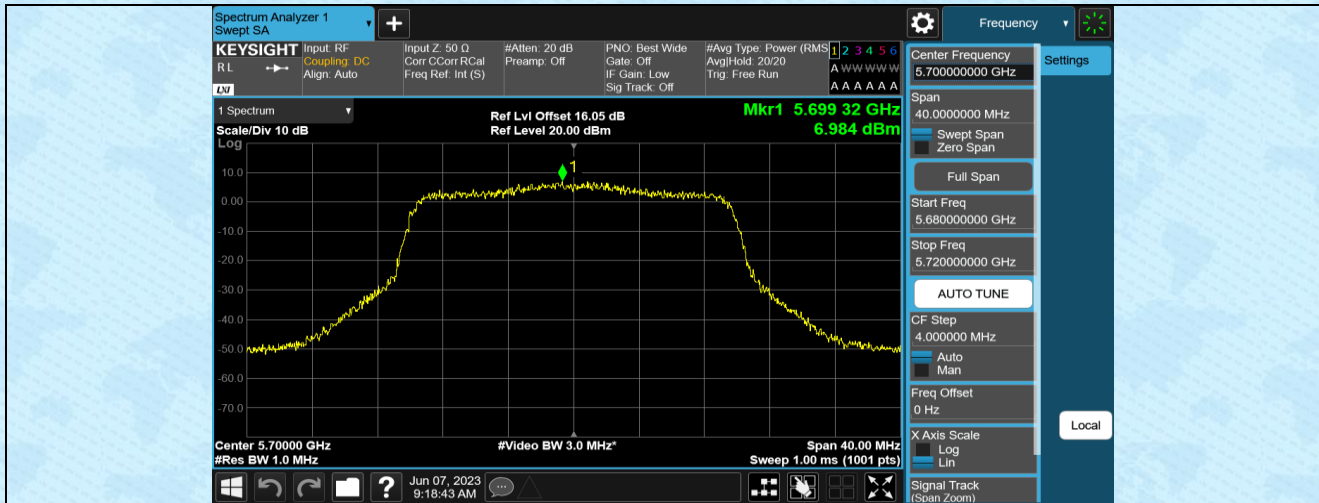 Spectrum Analyzer 1
Swept SA
Frequency
KEYSIGHT
R L
LXI
Input: RF
Coupling: DC
Align: Auto
Input Z: 50 Ω
Corr CCorr RCal
Freq Ref: Int (S)
#Atten: 20 dB
Preamp: Off
PNO: Best Wide
Gate: Off
IF Gain: Low
Sig Track: Off
#Avg Type: Power (RMS
Avg|Hold: 20/20
Trig: Free Run
1 2 3 4 5 6
A W W W W W
A A A A A A
1 Spectrum
Scale/Div 10 dB
Log
Ref Lvl Offset 16.05 dB
Ref Level 20.00 dBm
Mkr1 5.699 32 GHz
6.984 dBm
1
10.0
0.00
-10.0
-20.0
-30.0
-40.0
-50.0
-60.0
-70.0
Center 5.70000 GHz
#Video BW 3.0 MHz*
Span 40.00 MHz
#Res BW 1.0 MHz
Sweep 1.00 ms (1001 pts)
?
Jun 07, 2023
9:18:43 AM
Center Frequency
5.700000000 GHz
Settings
Span
40.0000000 MHz
Swept Span
Zero Span
Full Span
Start Freq
5.680000000 GHz
Stop Freq
5.720000000 GHz
AUTO TUNE
CF Step
4.000000 MHz
Auto
Man
Freq Offset
0 Hz
X Axis Scale
Log
Lin
Local
Signal Track
(Span Zoom)